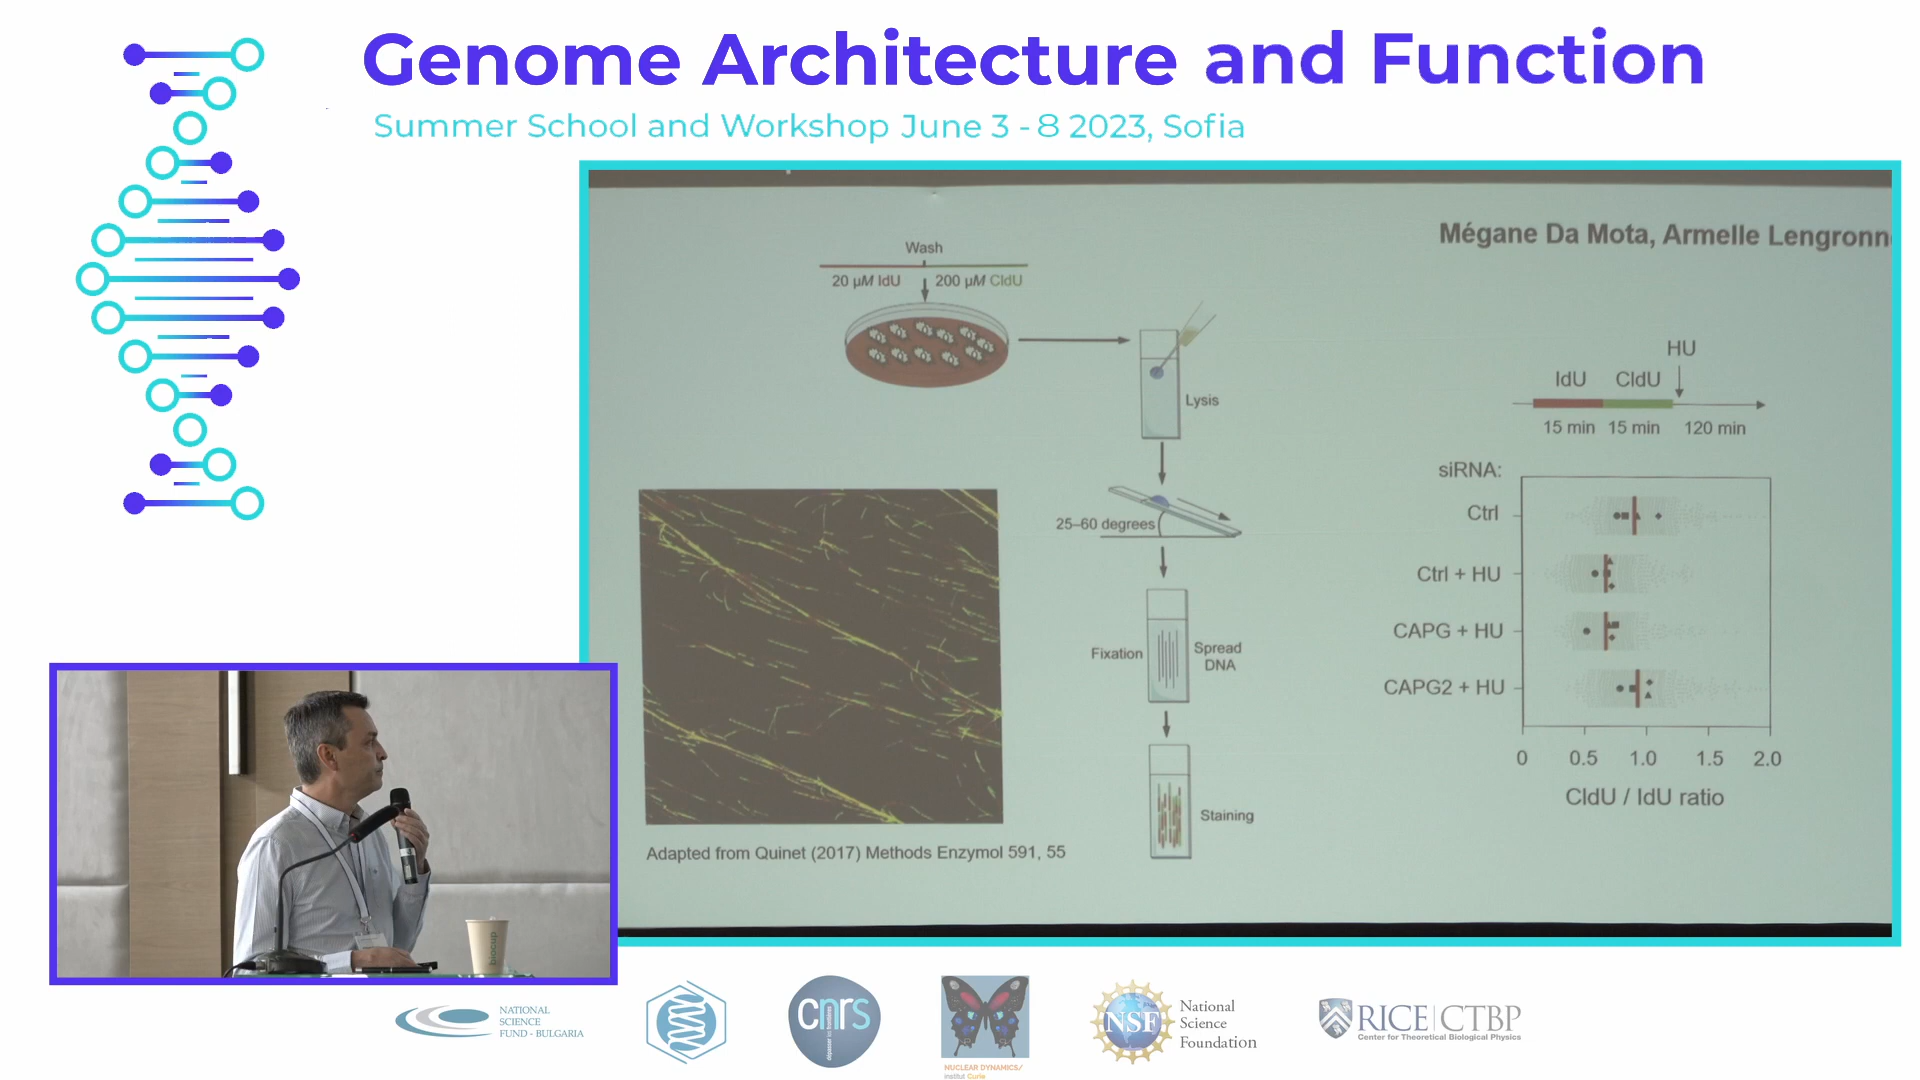 Genome Architecture and Function
Summer School and Workshop June 3 - 8 2023, Sofia
Mégane Da Mota, Armelle Lengronn
Wash
20 µM IdU
200 µM CldU
Lysis
25–60 degrees
Fixation
Spread
DNA
Staining
Adapted from Quinet (2017) Methods Enzymol 591, 55
HU
IdU CldU
15 min 15 min 120 min
siRNA:
Ctrl
Ctrl + HU
CAPG + HU
CAPG2 + HU
0 0.5 1.0 1.5 2.0
CldU / IdU ratio
biocup
NATIONAL
SCIENCE
FUND - BULGARIA
cnrs
NUCLEAR DYNAMICS/
institut Curie
NSF
National
Science
Foundation
RICE CTBP
Center for Theoretical Biological Physics